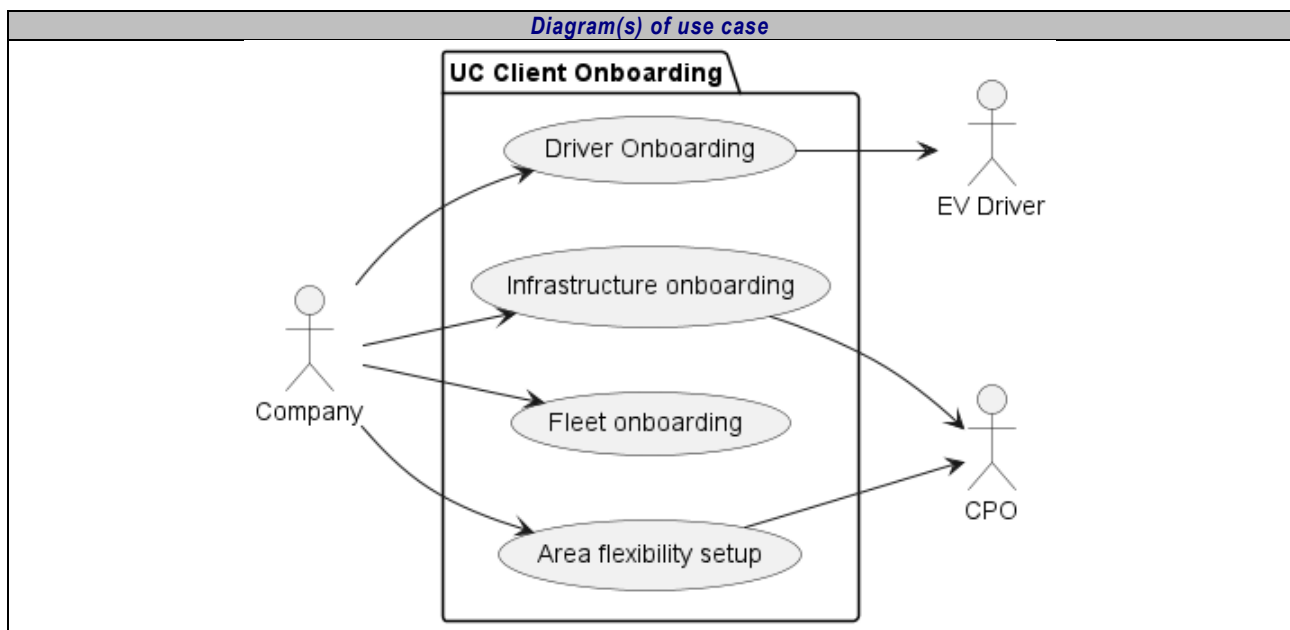 Diagram(s) of use case
UC Client Onboarding
Driver Onboarding
EV Driver
Infrastructure onboarding
Company
Fleet onboarding
CPO
Area flexibility setup